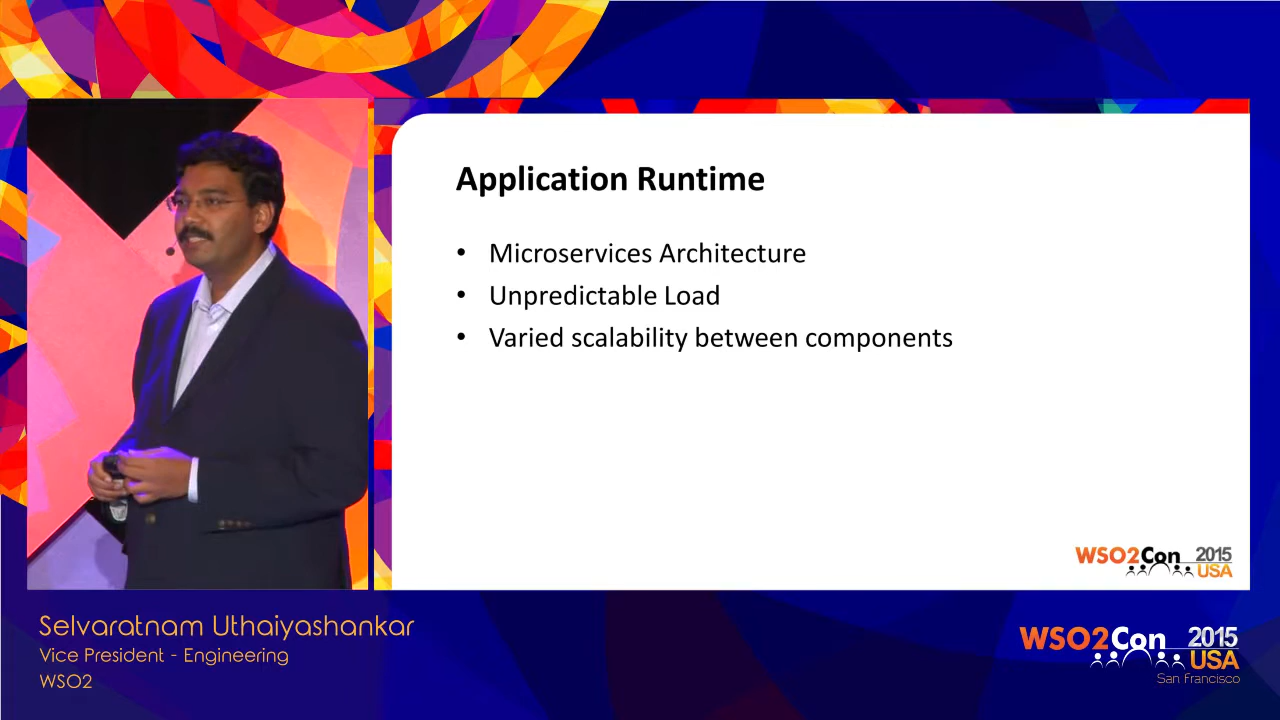 Application Runtime
• Microservices Architecture
• Unpredictable Load
• Varied scalability between components
WSO2Con 2015
USA
Selvaratnam Uthaiyashankar
Vice President - Engineering
WSO2
WSO2Con 2015
USA
San Francisco